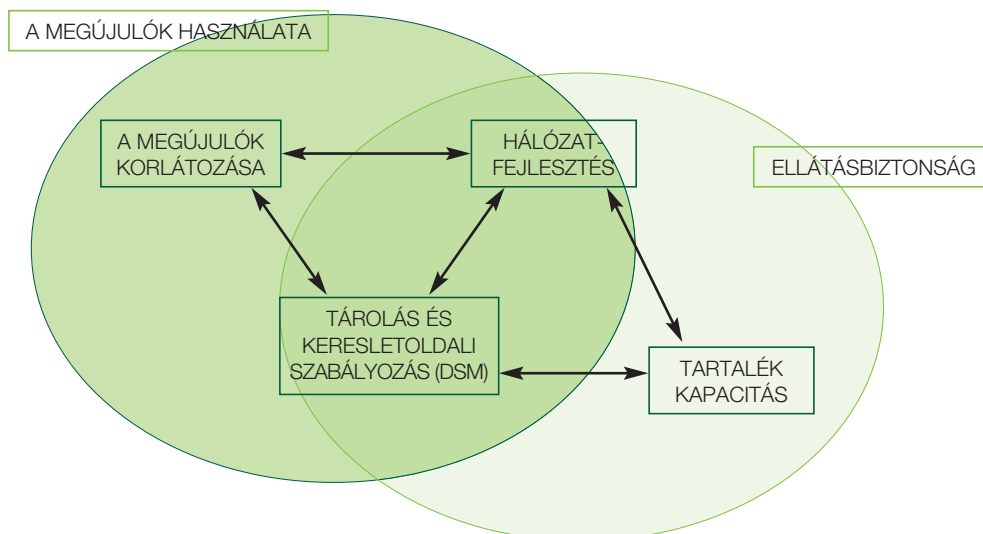 A MEGÚJULÓK HASZNÁLATA
A MEGÚJULÓK
KORLÁTOZÁSA
HÁLÓZAT-
FEJLESZTÉS
ELLÁTÁSBIZTONSÁG
TÁROLÁS ÉS
KERESLETOLDALI
SZABÁLYOZÁS (DSM)
TARTALÉK
KAPACITÁS